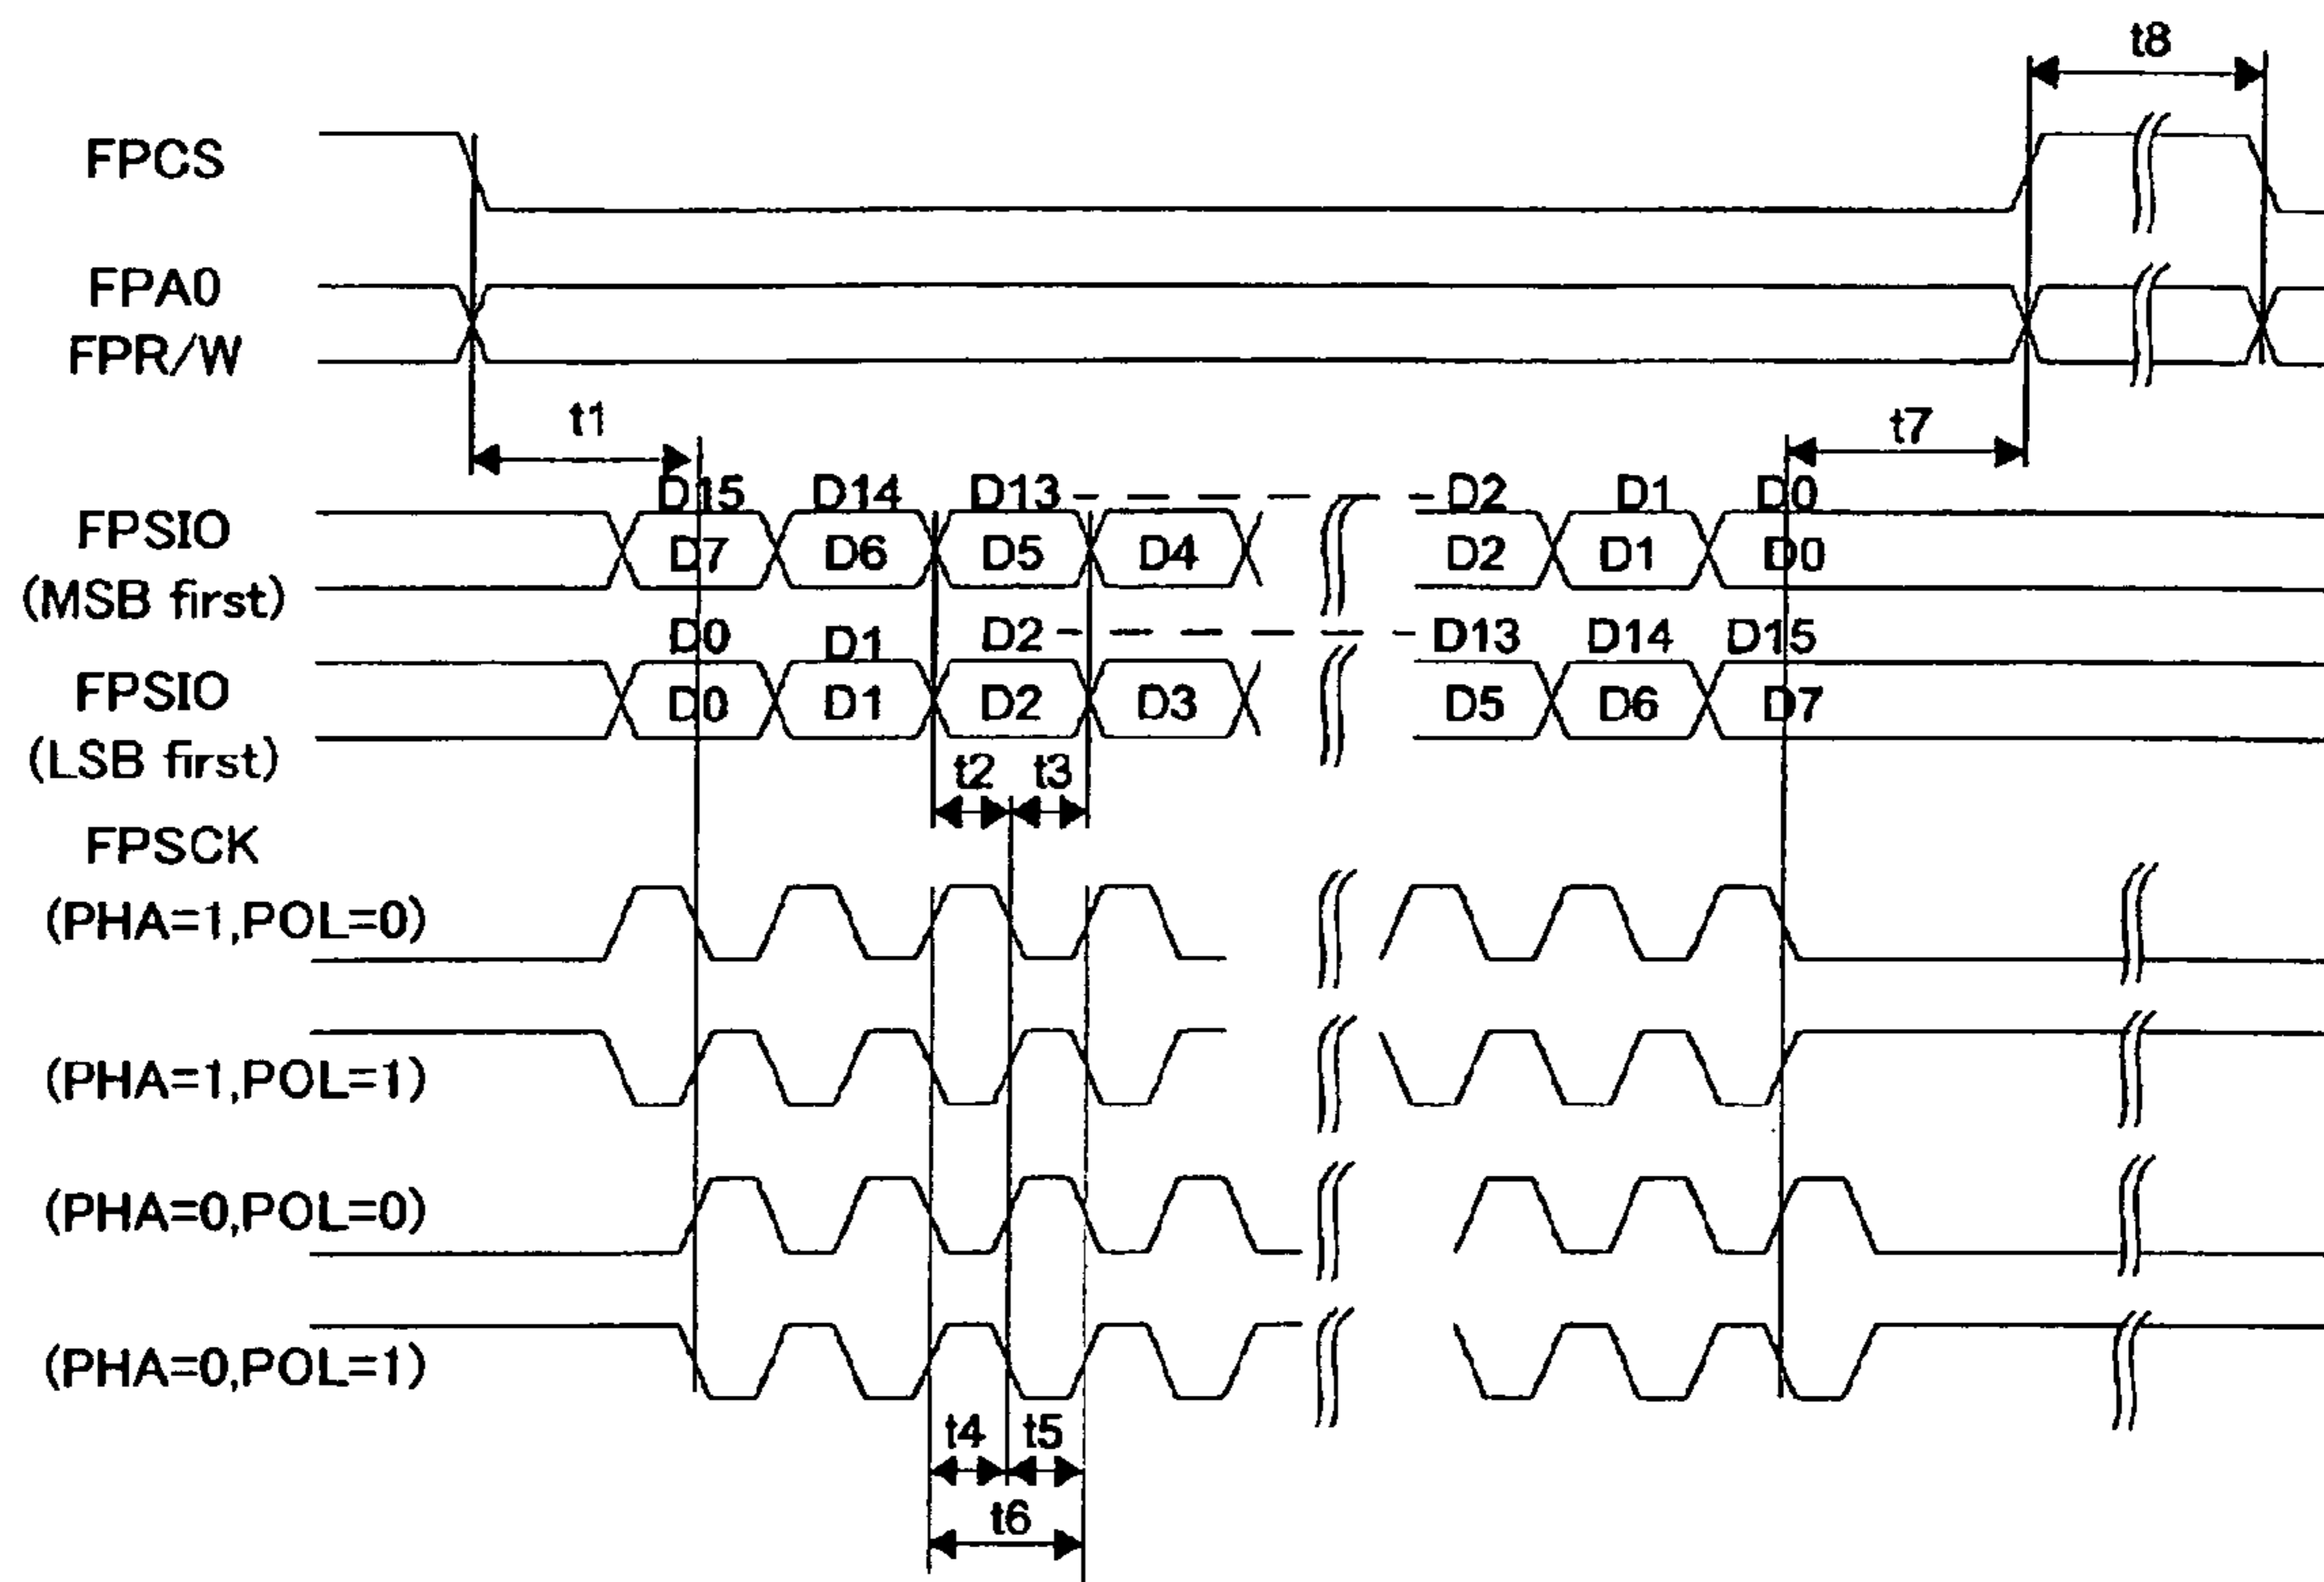 t8
FPCS
FPA0
FPR/W
t1
t7
D15 D14 D13 D2 D1 D0
FPSIO
D7 D6 D5 D4 D2 D1 D0
(MSB first)
D0 D1 D2 D13 D14 D15
FPSIO
D0 D1 D2 D3 D5 D6 D7
(LSB first)
t2 t3
FPSCK
(PHA=1,POL=0)
(PHA=1,POL=1)
(PHA=0,POL=0)
(PHA=0,POL=1)
t4 t5
t6